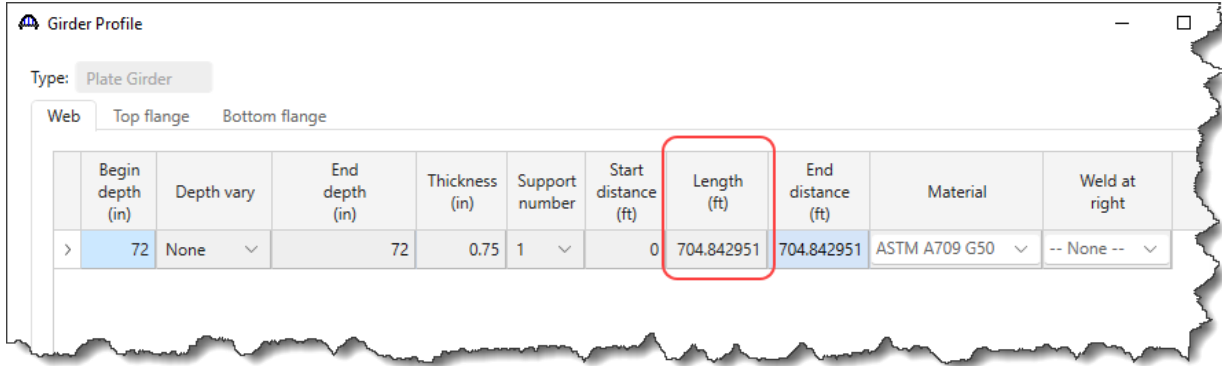 Girder Profile
Type: Plate Girder
Web Top flange Bottom flange
Begin depth (in) Depth vary End depth (in) Thickness (in) Support number Start distance (ft) Length (ft) End distance (ft) Material Weld at right
> 72 None 72 0.75 1 0 704.842951 704.842951 ASTM A709 G50 -- None --